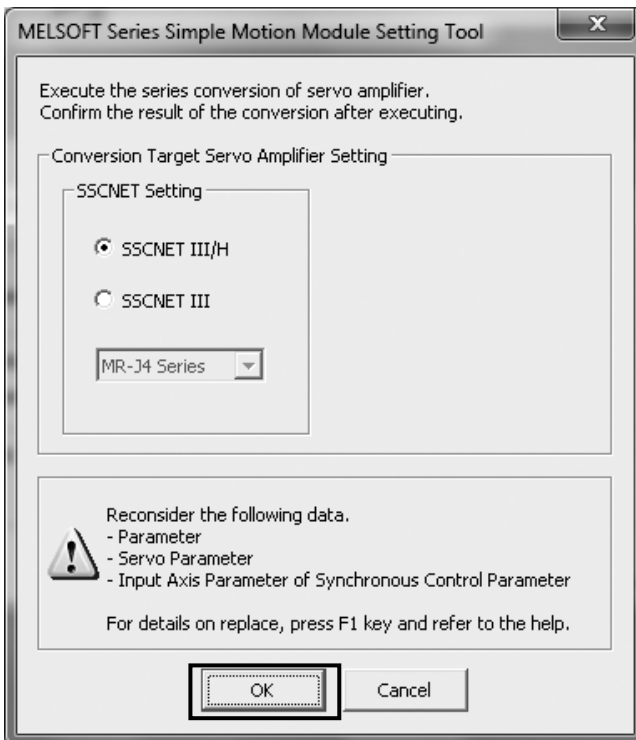 MELSOFT Series Simple Motion Module Setting Tool
X
Execute the series conversion of servo amplifier.
Confirm the result of the conversion after executing.
Conversion Target Servo Amplifier Setting
SSCNET Setting
SSCNET III/H
SSCNET III
MR-J4 Series
Reconsider the following data.
- Parameter
- Servo Parameter
- Input Axis Parameter of Synchronous Control Parameter
For details on replace, press F1 key and refer to the help.
OK
Cancel